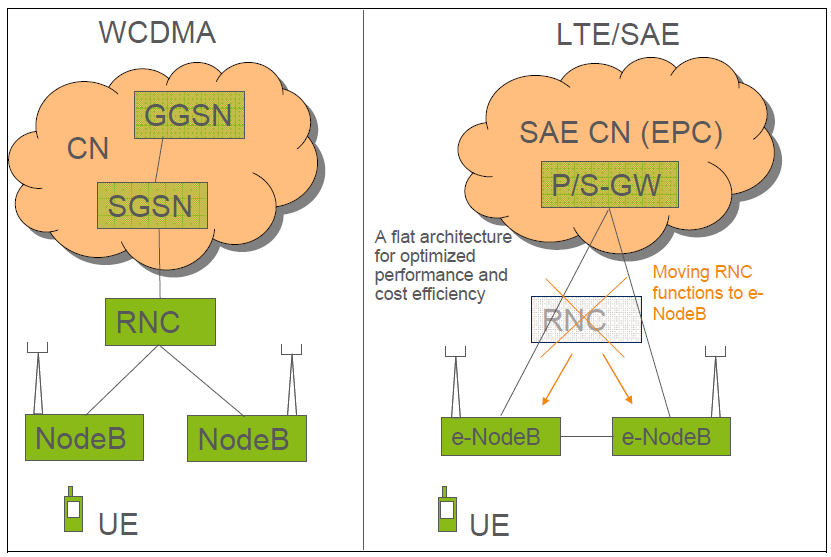 WCDMA
GGSN
CN
SGSN
RNC
NodeB
NodeB
UE
LTE/SAE
SAE CN (EPC)
P/S-GW
A flat architecture
for optimized
performance and
cost efficiency
Moving RNC
functions to e-
NodeB
RNC
e-NodeB
e-NodeB
UE